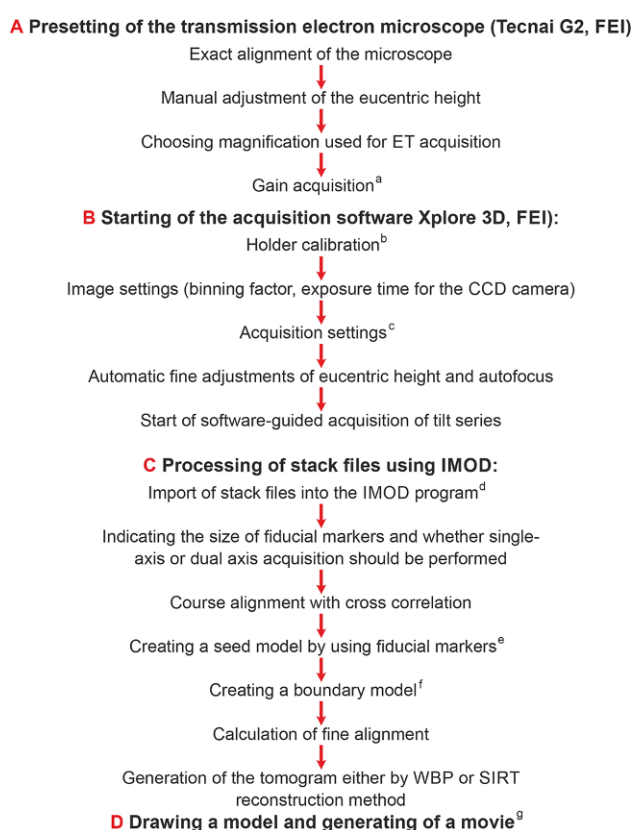 A Presetting of the transmission electron microscope (Tecnai G2, FEI)
Exact alignment of the microscope
Manual adjustment of the eucentric height
Choosing magnification used for ET acquisition
Gain acquisitionᵃ
B Starting of the acquisition software Xplore 3D, FEI):
Holder calibrationᵇ
Image settings (binning factor, exposure time for the CCD camera)
Acquisition settingsᶜ
Automatic fine adjustments of eucentric height and autofocus
Start of software-guided acquisition of tilt series
C Processing of stack files using IMOD:
Import of stack files into the IMOD programᵈ
Indicating the size of fiducial markers and whether single-
axis or dual axis acquisition should be performed
Course alignment with cross correlation
Creating a seed model by using fiducial markersᵉ
Creating a boundary modelᶠ
Calculation of fine alignment
Generation of the tomogram either by WBP or SIRT
reconstruction method
D Drawing a model and generating of a movieᵍ